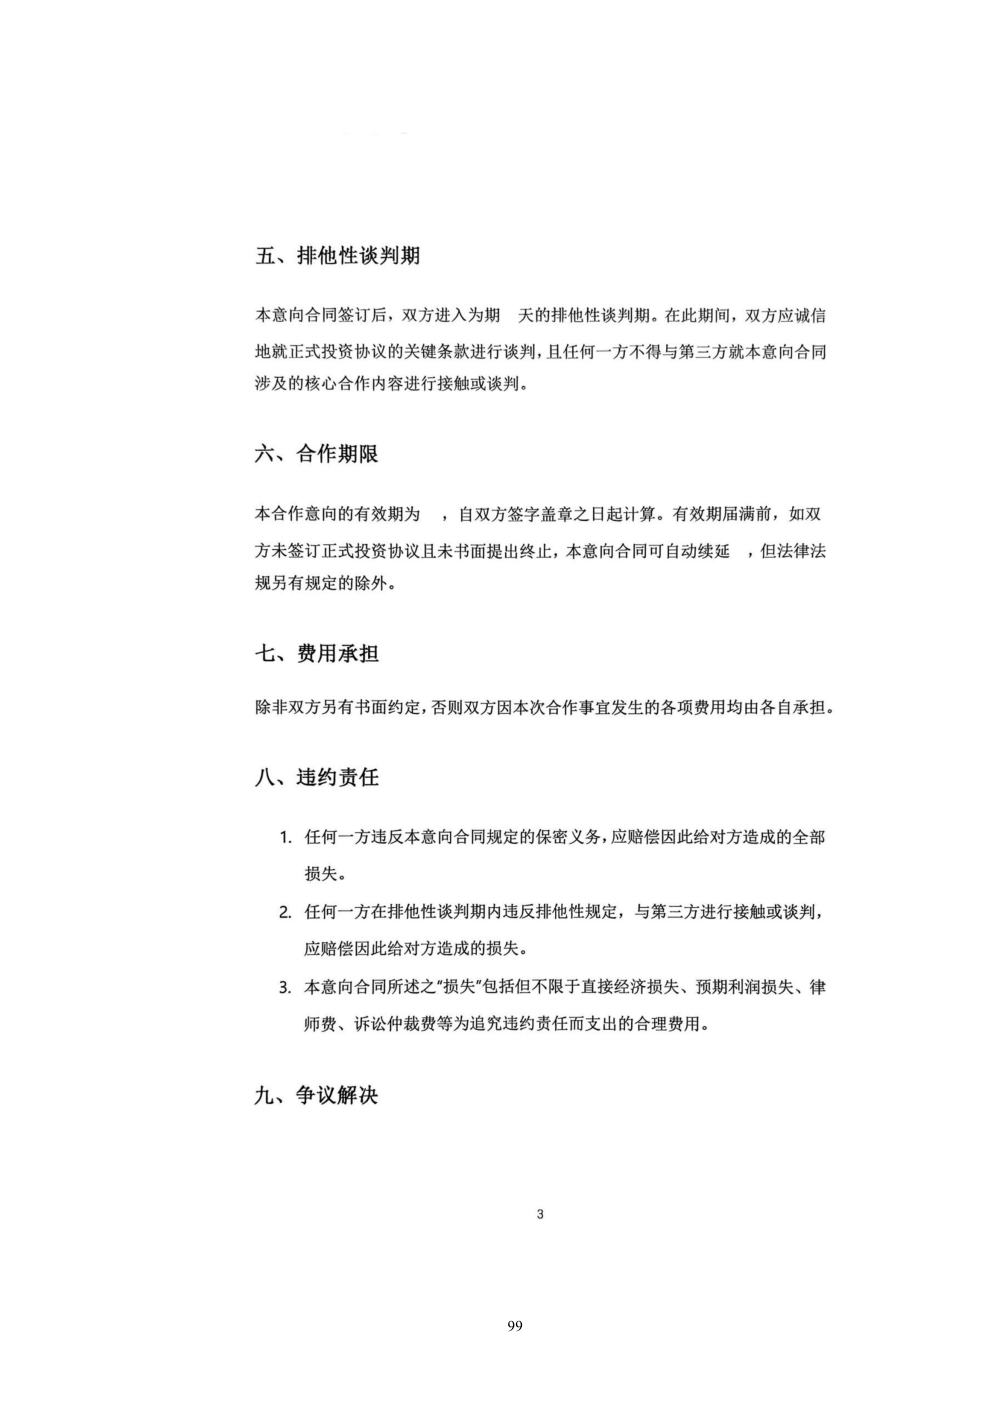 五、排他性谈判期
本意向合同签订后，双方进入为期 天的排他性谈判期。在此期间，双方应诚信
地就正式投资协议的关键条款进行谈判，且任何一方不得与第三方就本意向合同
涉及的核心合作内容进行接触或谈判。
六、合作期限
本合作意向的有效期为 ，自双方签字盖章之日起计算。有效期届满前，如双
方未签订正式投资协议且未书面提出终止，本意向合同可自动续延 ，但法律法
规另有规定的除外。
七、费用承担
除非双方另有书面约定，否则双方因本次合作事宜发生的各项费用均由各自承担。
八、违约责任
1. 任何一方违反本意向合同规定的保密义务，应赔偿因此给对方造成的全部
损失。
2. 任何一方在排他性谈判期内违反排他性规定，与第三方进行接触或谈判，
应赔偿因此给对方造成的损失。
3. 本意向合同所述之"损失"包括但不限于直接经济损失、预期利润损失、律
师费、诉讼仲裁费等为追究违约责任而支出的合理费用。
九、争议解决
3
99